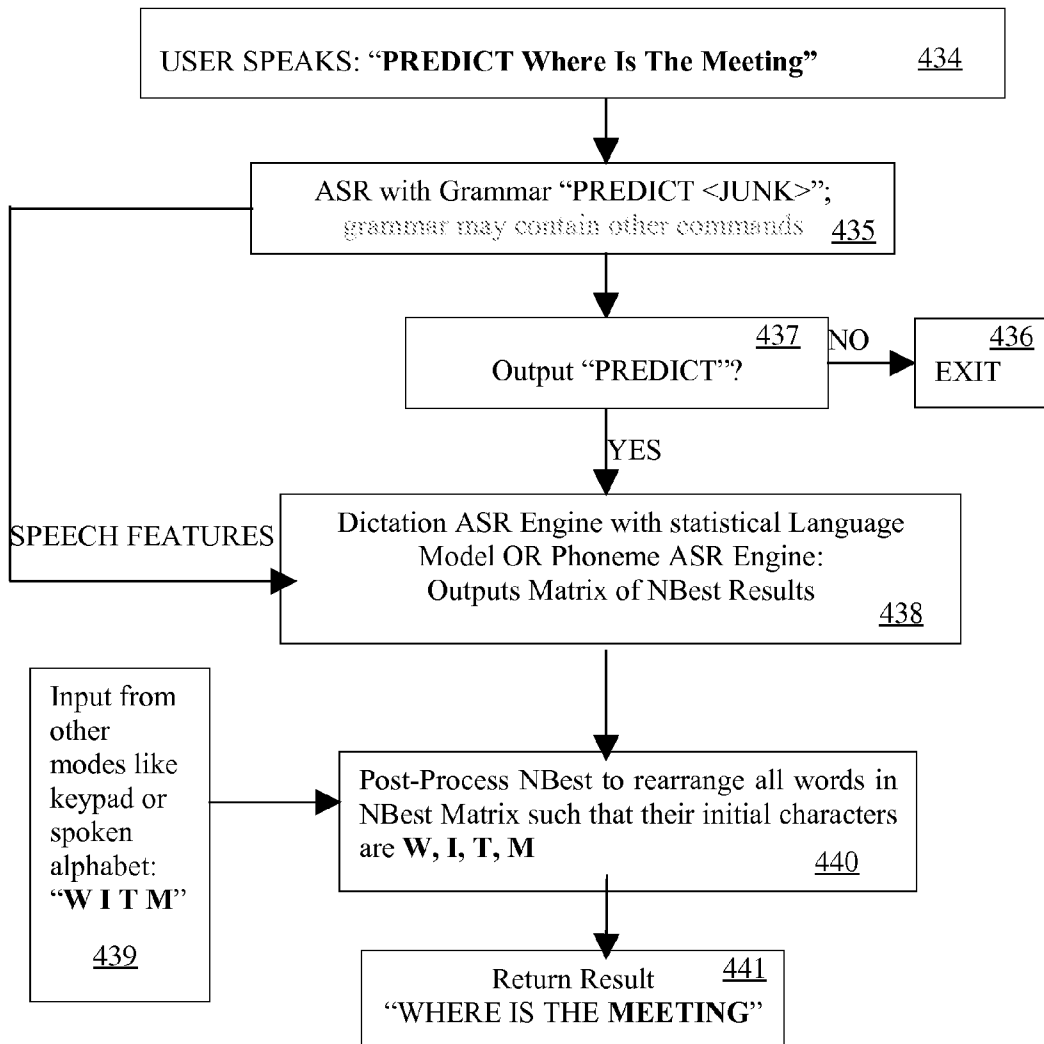 USER SPEAKS: “PREDICT Where Is The Meeting” 434
ASR with Grammar “PREDICT <JUNK>”;
grammar may contain other commands 435
437
Output “PREDICT”?
NO
436
EXIT
YES
SPEECH FEATURES
Dictation ASR Engine with statistical Language
Model OR Phoneme ASR Engine:
Outputs Matrix of NBest Results
438
Input from
other
modes like
keypad or
spoken
alphabet:
“W I T M”
439
Post-Process NBest to rearrange all words in
NBest Matrix such that their initial characters
are W, I, T, M
440
Return Result 441
“WHERE IS THE MEETING”